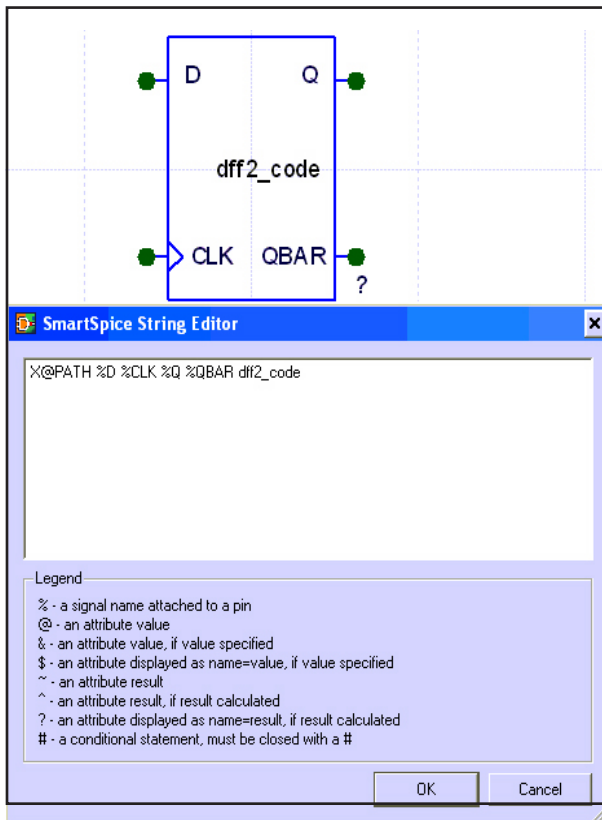 D Q
dff2_code
CLK QBAR
?
SmartSpice String Editor
X@PATH %D %CLK %Q %QBAR dff2_code
Legend
% - a signal name attached to a pin
@ - an attribute value
& - an attribute value, if value specified
$ - an attribute displayed as name=value, if value specified
~ - an attribute result
^ - an attribute result, if result calculated
? - an attribute displayed as name=result, if result calculated
# - a conditional statement, must be closed with a #
OK Cancel